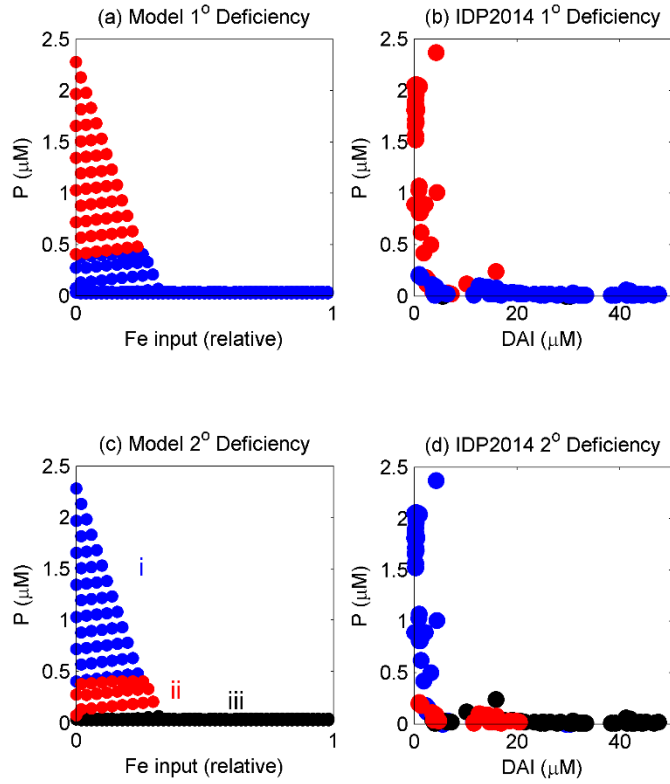 (a) Model 1° Deficiency
2.5
2
1.5
1
0.5
0
P (μM)
0
1
Fe input (relative)
(b) IDP2014 1° Deficiency
2.5
2
1.5
1
0.5
0
P (μM)
0
20
40
DAI (μM)
(c) Model 2° Deficiency
2.5
2
1.5
1
0.5
0
P (μM)
i
ii
iii
0
1
Fe input (relative)
(d) IDP2014 2° Deficiency
2.5
2
1.5
1
0.5
0
P (μM)
0
20
40
DAI (μM)